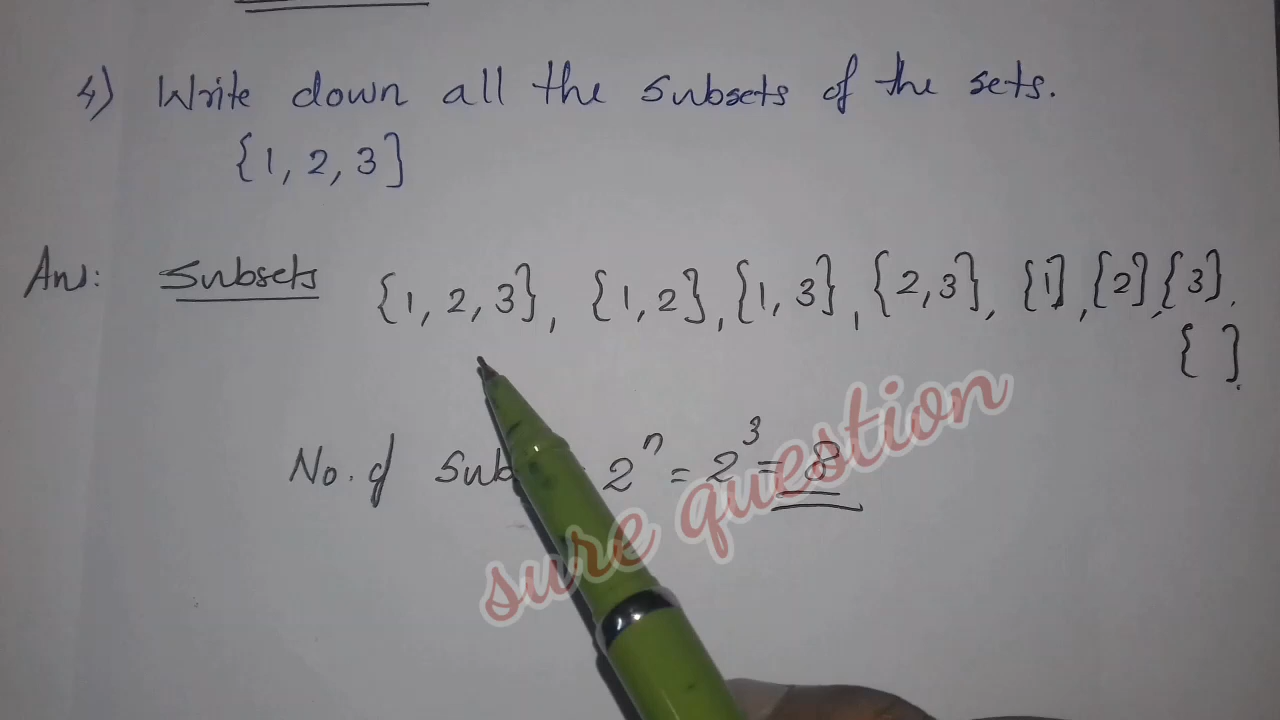 4) Write down all the subsets of the sets.
{1, 2, 3}
Ans: Subsets {1, 2, 3}, {1, 2}, {1, 3}, {2, 3}, {1}, {2}, {3}.
{ }.
No. of Sub 2ⁿ = 2³ = 8
sure question